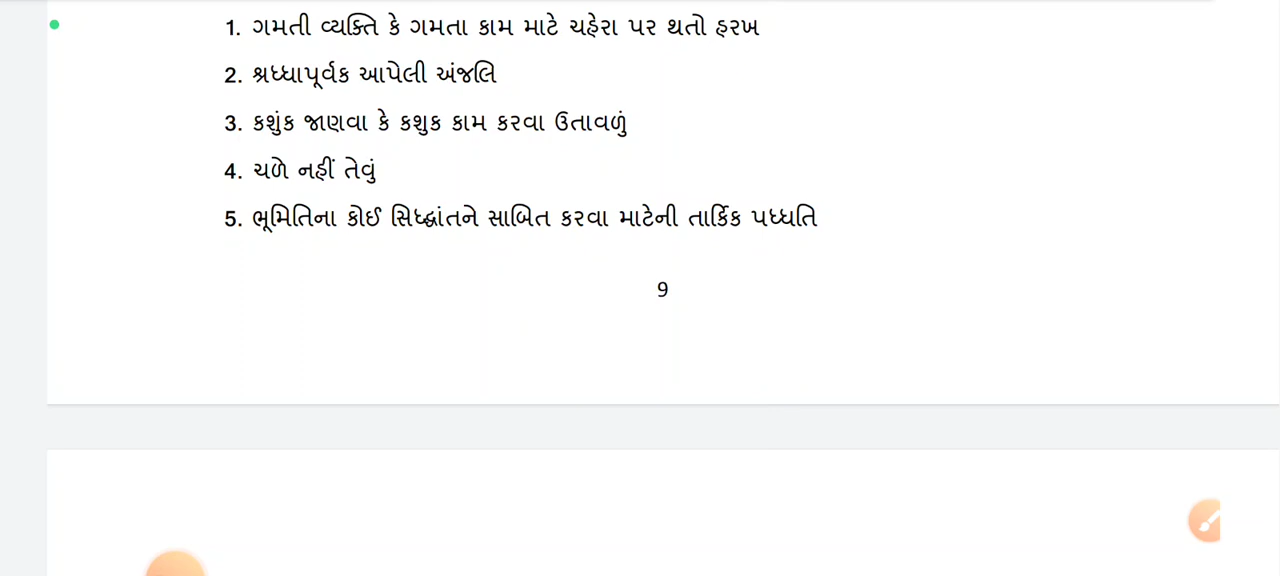 1. ગમતી વ્યક્તિ કે ગમતા કામ માટે ચહેરા પર થતો હરખ
2. શ્રધ્ધાપૂર્વક આપેલી અંજલિ
3. કશુંક જાણવા કે કશુક કામ કરવા ઉતાવળું
4. ચળે નહીં તેવું
5. ભૂમિતિના કોઈ સિધ્ધાંતને સાબિત કરવા માટેની તાર્કિક પધ્ધતિ
9